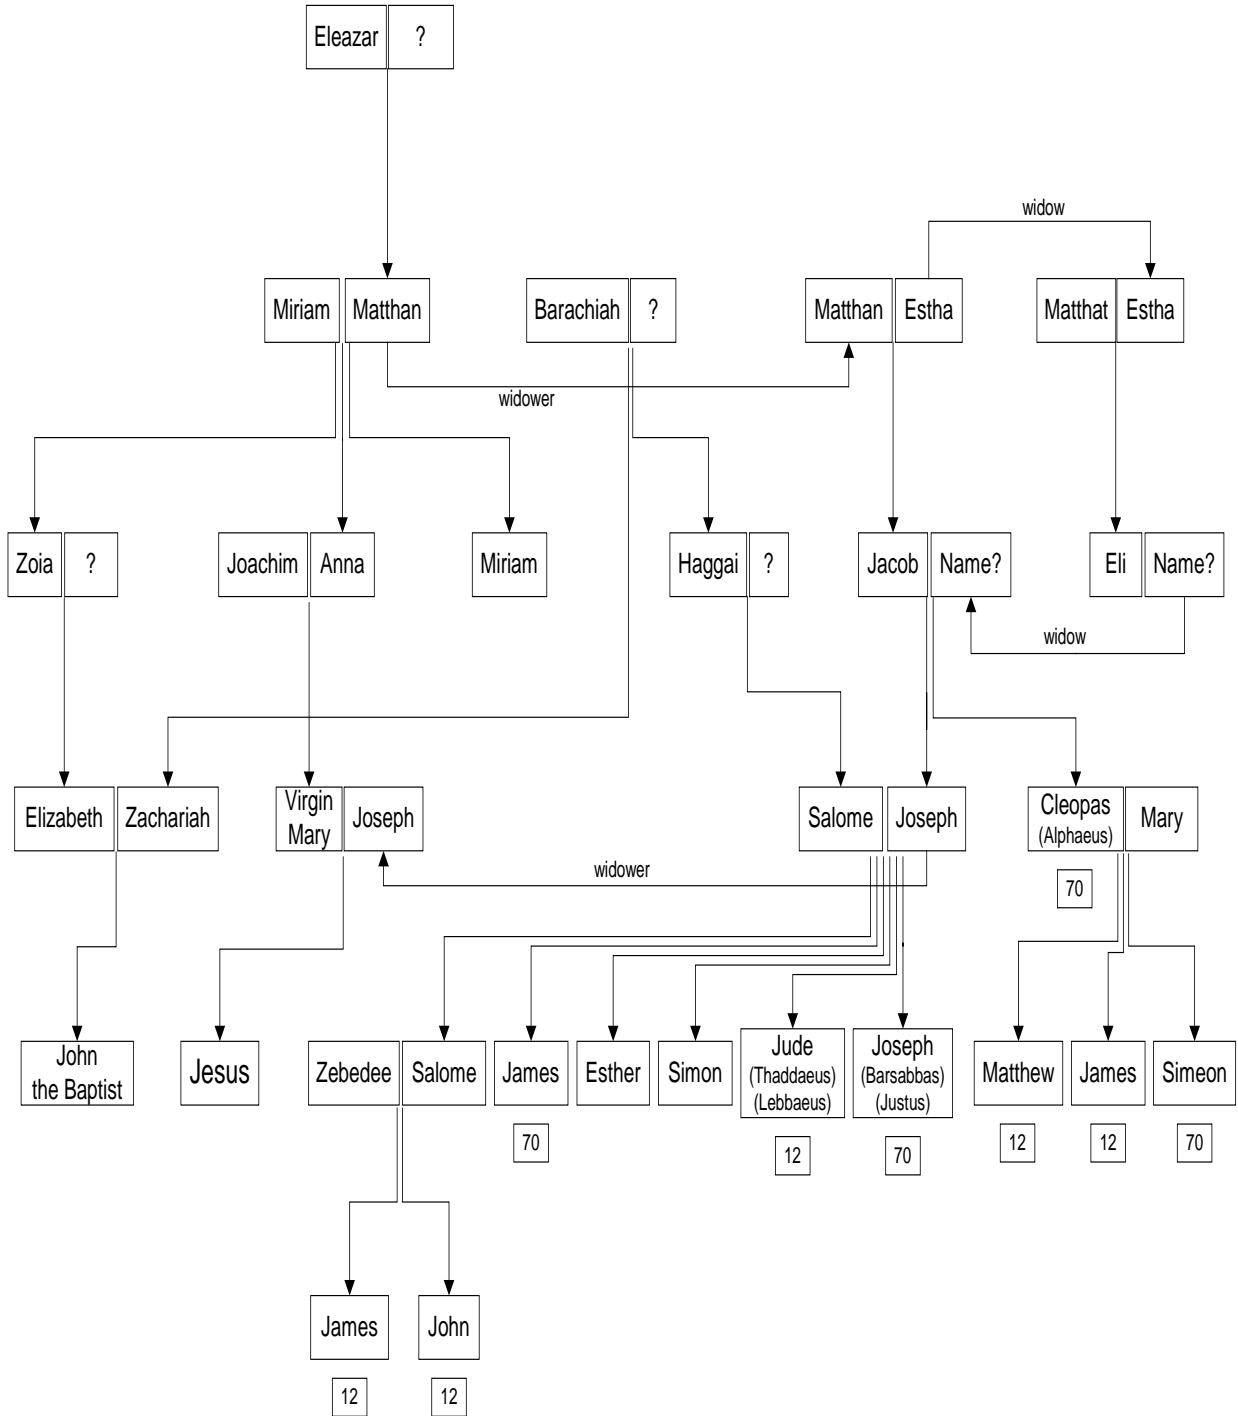 Eleazar
?
widow
Miriam
Matthan
Barachiah
?
Matthan
Estha
Matthat
Estha
widower
Zoia
?
Joachim
Anna
Miriam
Haggai
?
Jacob
Name?
Eli
Name?
widow
Elizabeth
Zachariah
Virgin
Mary
Joseph
Salome
Joseph
Cleopas
(Alphaeus)
Mary
widower
70
John
the Baptist
Jesus
Zebedee
Salome
James
Esther
Simon
Jude
(Thaddaeus)
(Lebbaeus)
Joseph
(Barsabbas)
(Justus)
Matthew
James
Simeon
70
12
70
12
12
70
James
John
12
12